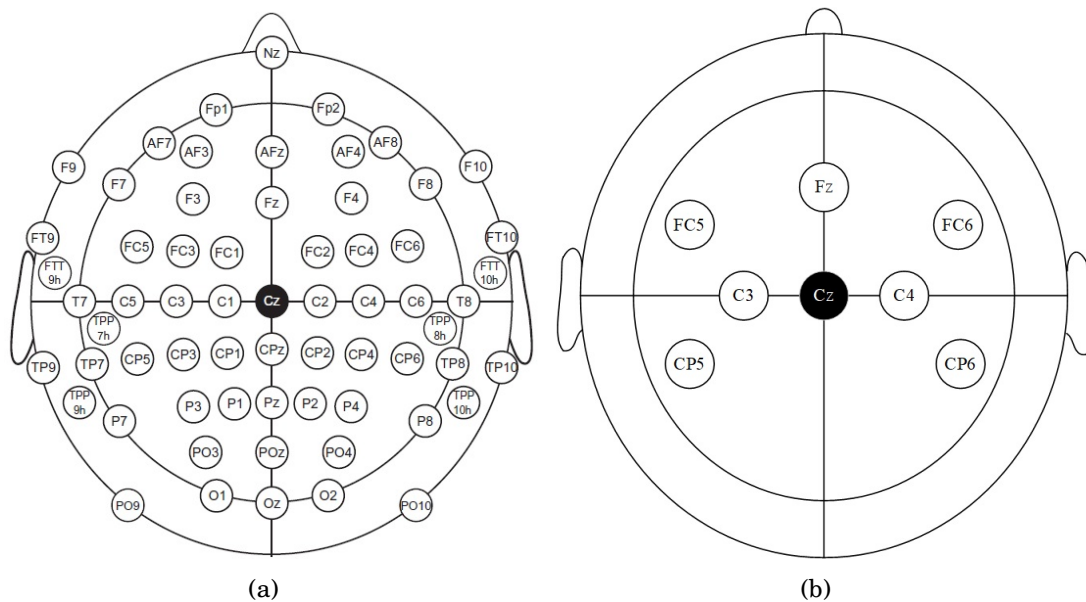 Nz
Fp1 Fp2
AF7 AF3 AFz AF4 AF8
F9 F10
F7 F8
F3 Fz F4
FT9 FT10
FC5 FC3 FC1 FC2 FC4 FC6
FTT
9h
FTT
10h
T7 C5 C3 C1 Cz C2 C4 C6 T8
TPP
7h
TPP
8h
TP9 TP7 CP5 CP3 CP1 CPz CP2 CP4 CP6 TP8 TP10
TPP
9h
TPP
10h
P7 P3 P1 Pz P2 P4 P8
PO3 POz PO4
PO9 O1 Oz O2 PO10
(a)
Fz
FC5 FC6
C3 Cz C4
CP5 CP6
(b)